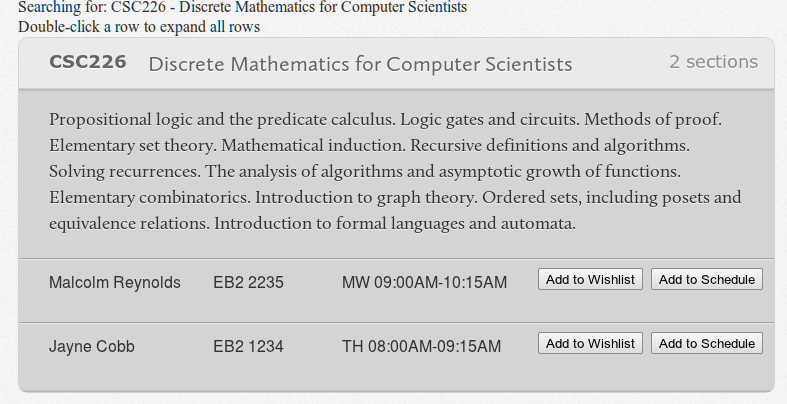 Searching for: CSC226 - Discrete Mathematics for Computer Scientists
Double-click a row to expand all rows
CSC226 Discrete Mathematics for Computer Scientists 2 sections
Propositional logic and the predicate calculus. Logic gates and circuits. Methods of proof.
Elementary set theory. Mathematical induction. Recursive definitions and algorithms.
Solving recurrences. The analysis of algorithms and asymptotic growth of functions.
Elementary combinatorics. Introduction to graph theory. Ordered sets, including posets and
equivalence relations. Introduction to formal languages and automata.
Malcolm Reynolds EB2 2235 MW 09:00AM-10:15AM Add to Wishlist Add to Schedule
Jayne Cobb EB2 1234 TH 08:00AM-09:15AM Add to Wishlist Add to Schedule